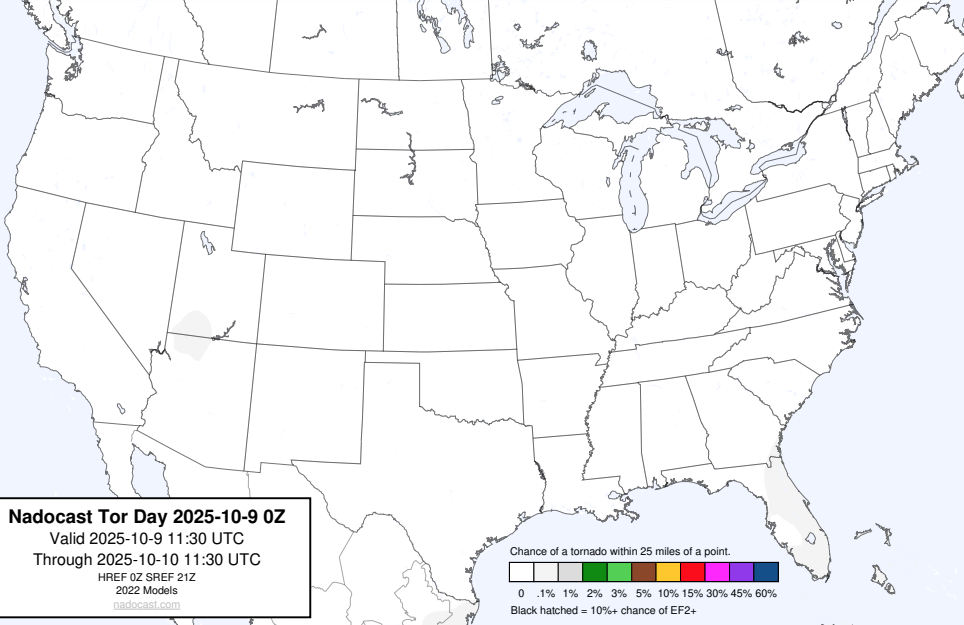 Nadocast Tor Day 2025-10-9 0Z
Valid 2025-10-9 11:30 UTC
Through 2025-10-10 11:30 UTC
HREF 0Z SREF 21Z
2022 Models
nadocast.com
Chance of a tornado within 25 miles of a point.
0 .1% 1% 2% 3% 5% 10% 15% 30% 45% 60%
Black hatched = 10%+ chance of EF2+